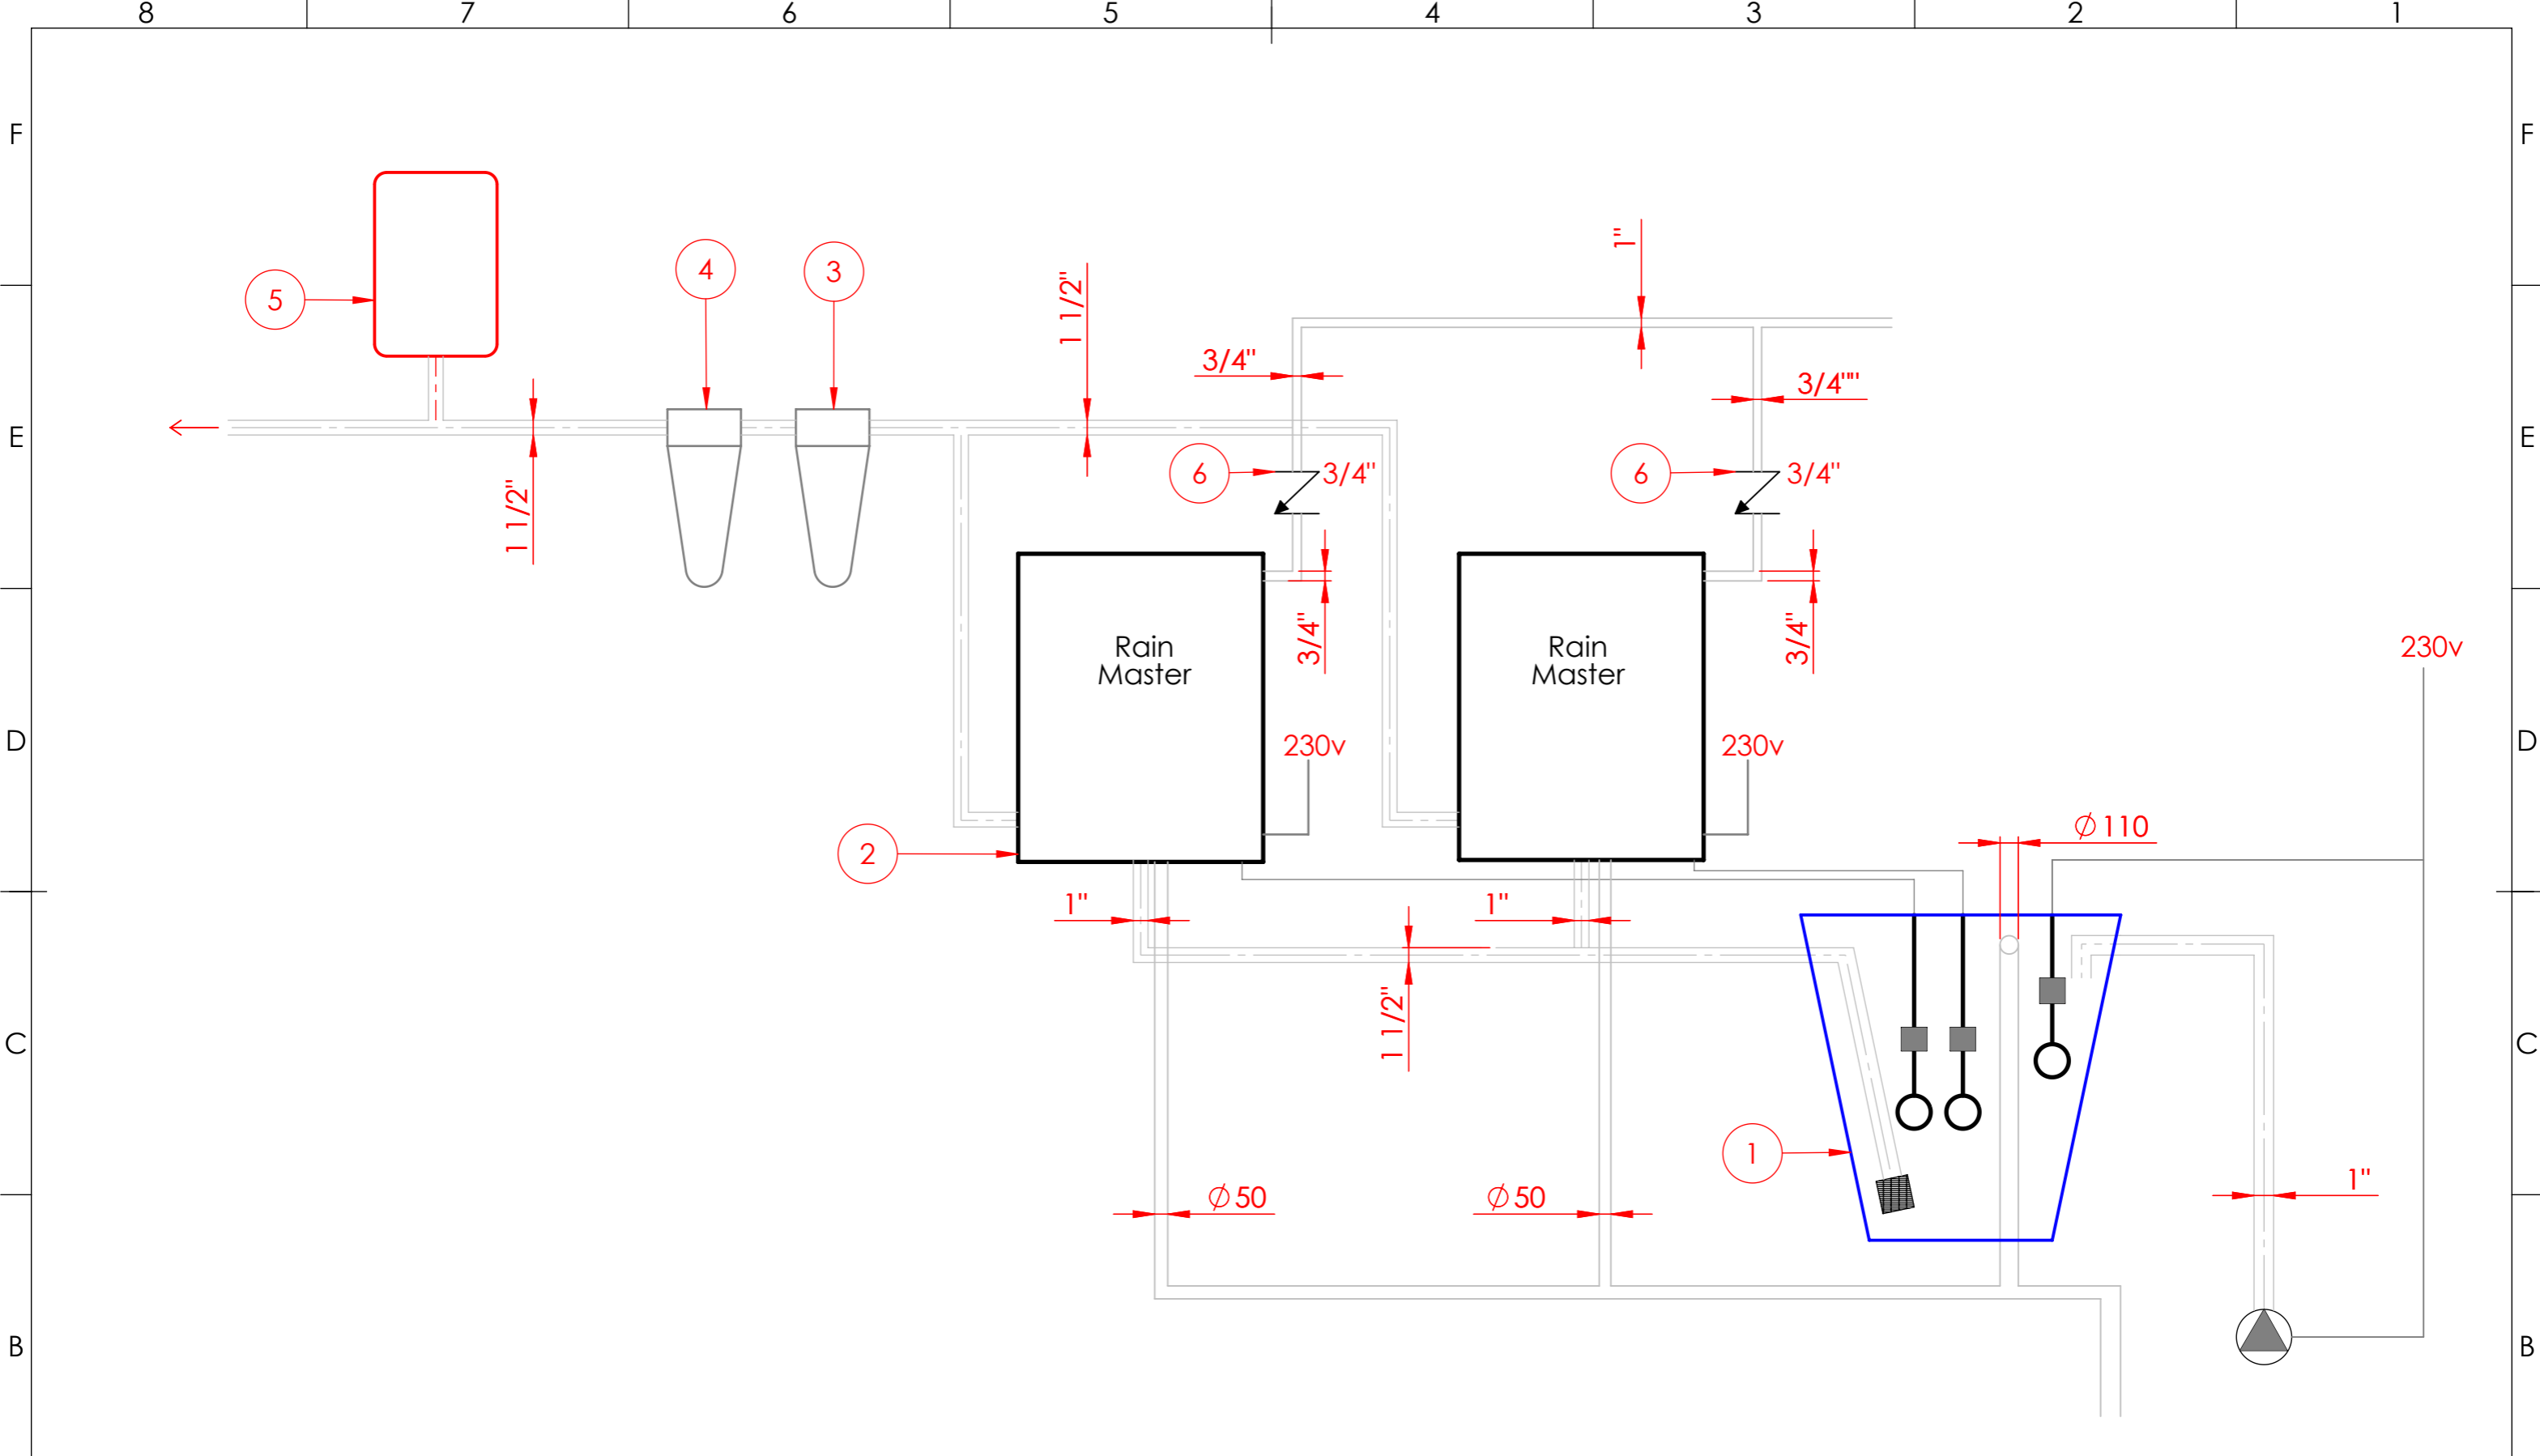 8 7 6 5 4 3 2 1
F F
1"
5 4 3
1 1/2"
3/4"
3/4""
E E
6 3/4" 6 3/4"
1 1/2"
3/4" 3/4"
Rain
Master
Rain
Master
230v
D D
230v 230v
Ø110
2
1" 1"
1 1/2"
C C
1
1"
Ø50 Ø50
B B